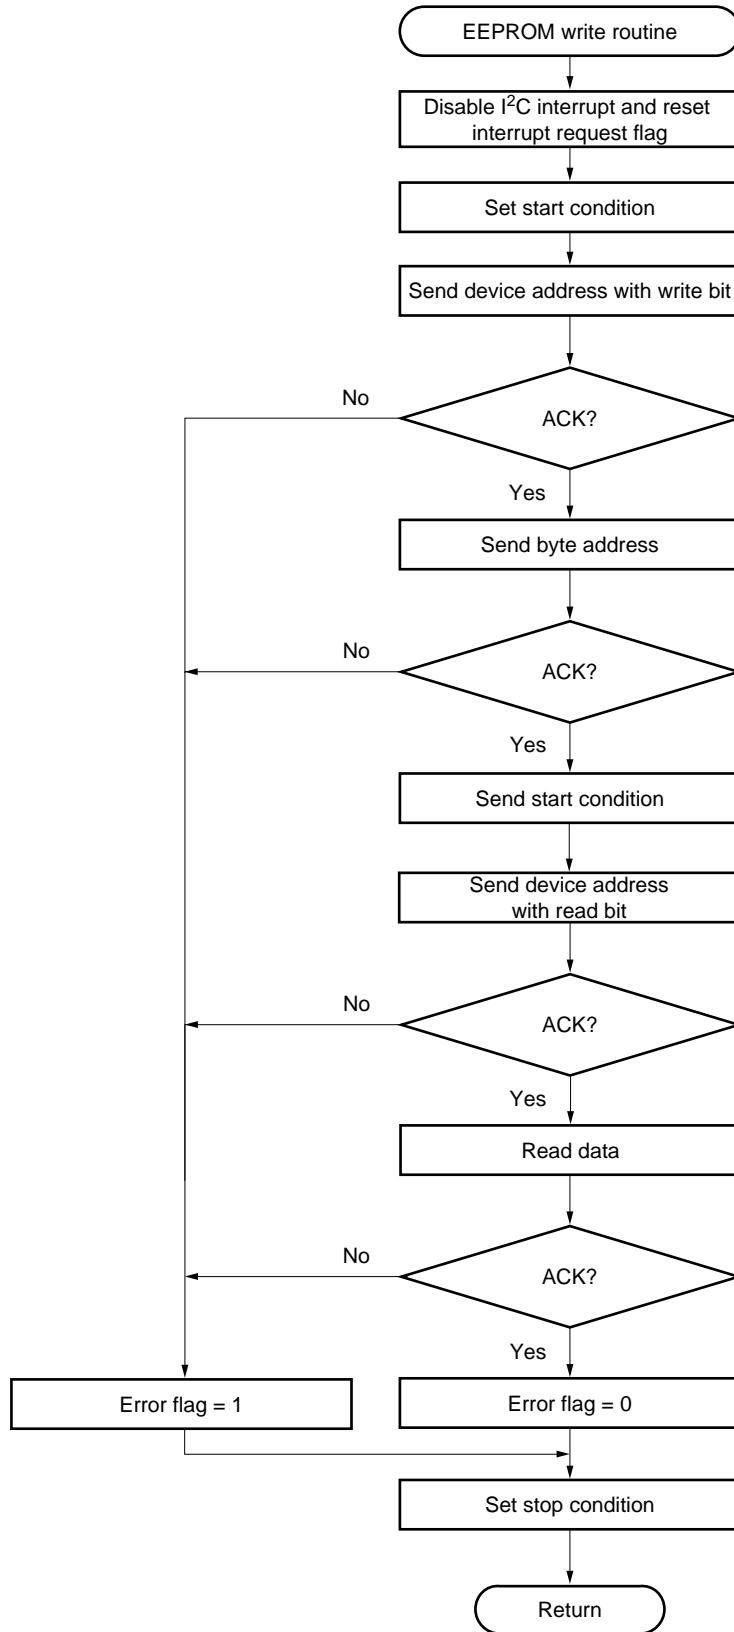 EEPROM write routine
Disable I²C interrupt and reset
interrupt request flag
Set start condition
Send device address with write bit
No
ACK?
Yes
Send byte address
No
ACK?
Yes
Send start condition
Send device address
with read bit
No
ACK?
Yes
Read data
No
ACK?
Yes
Error flag = 1
Error flag = 0
Set stop condition
Return